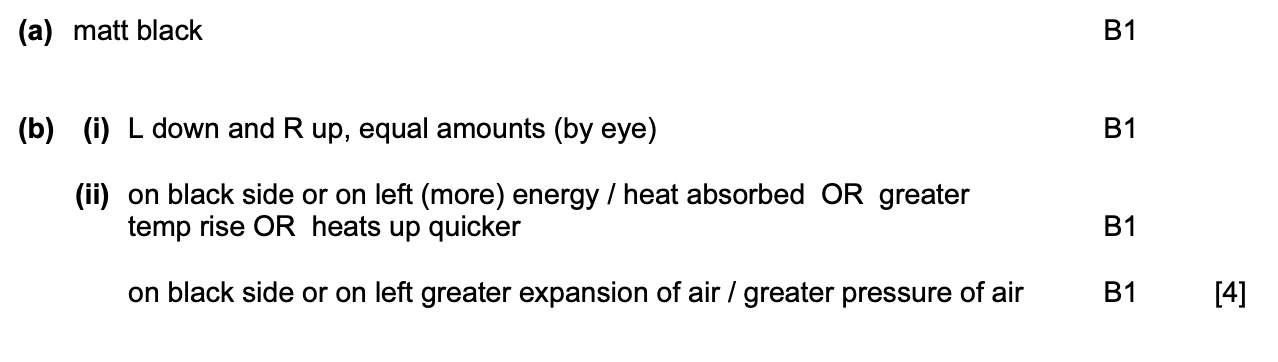 (a) matt black B1
(b) (i) L down and R up, equal amounts (by eye) B1
(ii) on black side or on left (more) energy / heat absorbed OR greater
temp rise OR heats up quicker B1
on black side or on left greater expansion of air / greater pressure of air B1 [4]